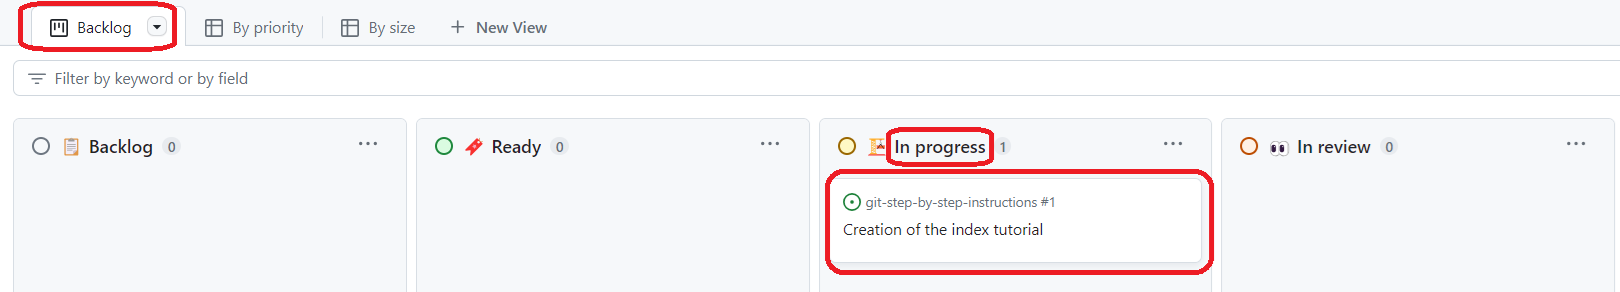 Backlog By priority By size New View
Filter by keyword or by field
Backlog 0 Ready 0 In progress 1 In review 0
git-step-by-step-instructions #1
Creation of the index tutorial